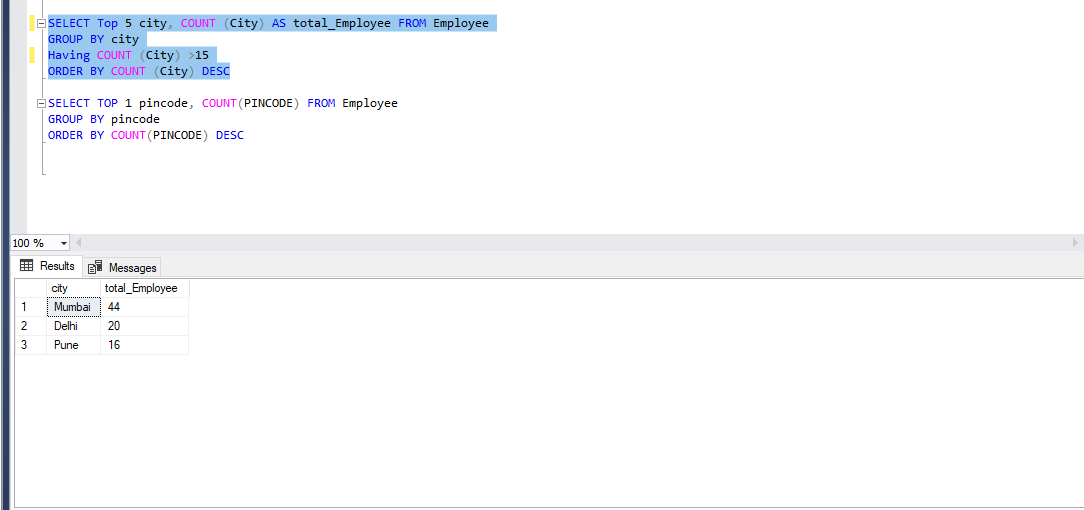 SELECT Top 5 city, COUNT (City) AS total_Employee FROM Employee
GROUP BY city
Having COUNT (City) >15
ORDER BY COUNT (City) DESC
SELECT TOP 1 pincode, COUNT(PINCODE) FROM Employee
GROUP BY pincode
ORDER BY COUNT(PINCODE) DESC
100 %
Results Messages
city total_Employee
1 Mumbai 44
2 Delhi 20
3 Pune 16